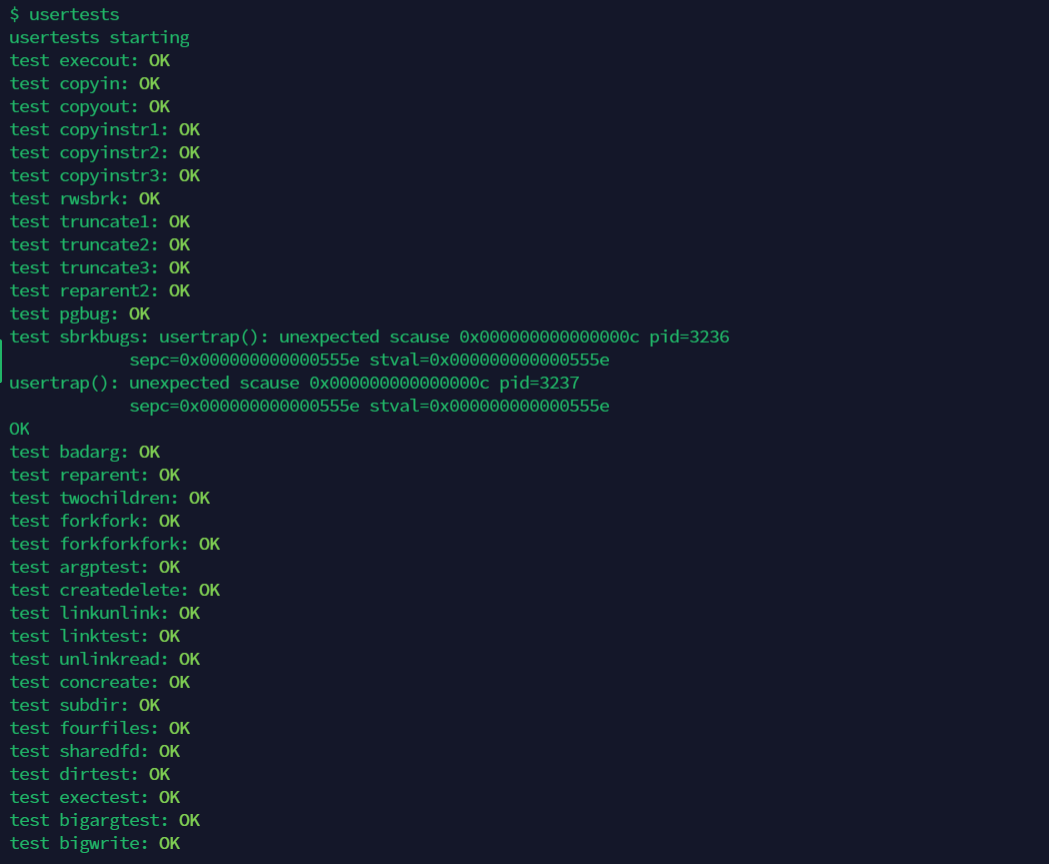 $ usertests
usertests starting
test execout: OK
test copyin: OK
test copyout: OK
test copyinstr1: OK
test copyinstr2: OK
test copyinstr3: OK
test rwsbrk: OK
test truncate1: OK
test truncate2: OK
test truncate3: OK
test reparent2: OK
test pgbug: OK
test sbrkbugs: usertrap(): unexpected scause 0x000000000000000c pid=3236
            sepc=0x000000000000555e stval=0x000000000000555e
usertrap(): unexpected scause 0x000000000000000c pid=3237
            sepc=0x000000000000555e stval=0x000000000000555e
OK
test badarg: OK
test reparent: OK
test twochildren: OK
test forkfork: OK
test forkforkfork: OK
test argptest: OK
test createdelete: OK
test linkunlink: OK
test linktest: OK
test unlinkread: OK
test concreate: OK
test subdir: OK
test fourfiles: OK
test sharedfd: OK
test dirtest: OK
test exectest: OK
test bigargtest: OK
test bigwrite: OK